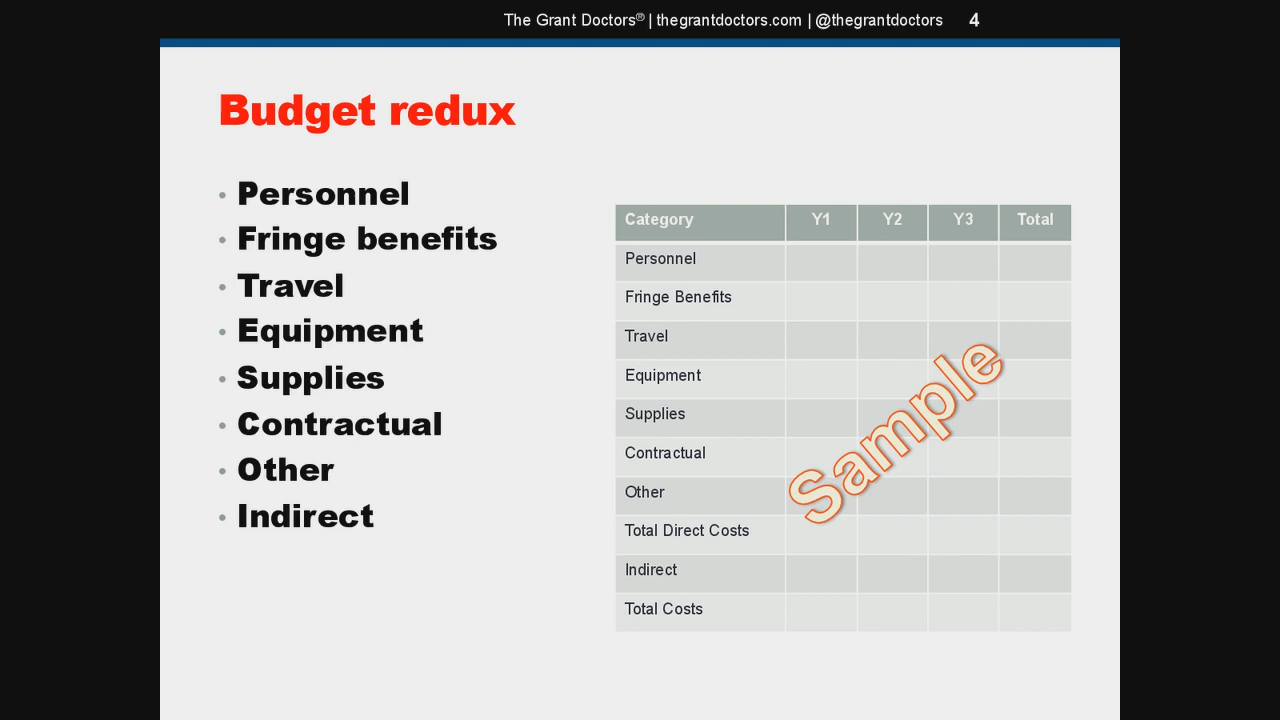 The Grant Doctors® | thegrantdoctors.com | @thegrantdoctors 4
Budget redux
• Personnel
• Fringe benefits
• Travel
• Equipment
• Supplies
• Contractual
• Other
• Indirect
Category Y1 Y2 Y3 Total
Personnel
Fringe Benefits
Travel
Equipment
Supplies
Contractual
Other
Total Direct Costs
Indirect
Total Costs
Sample